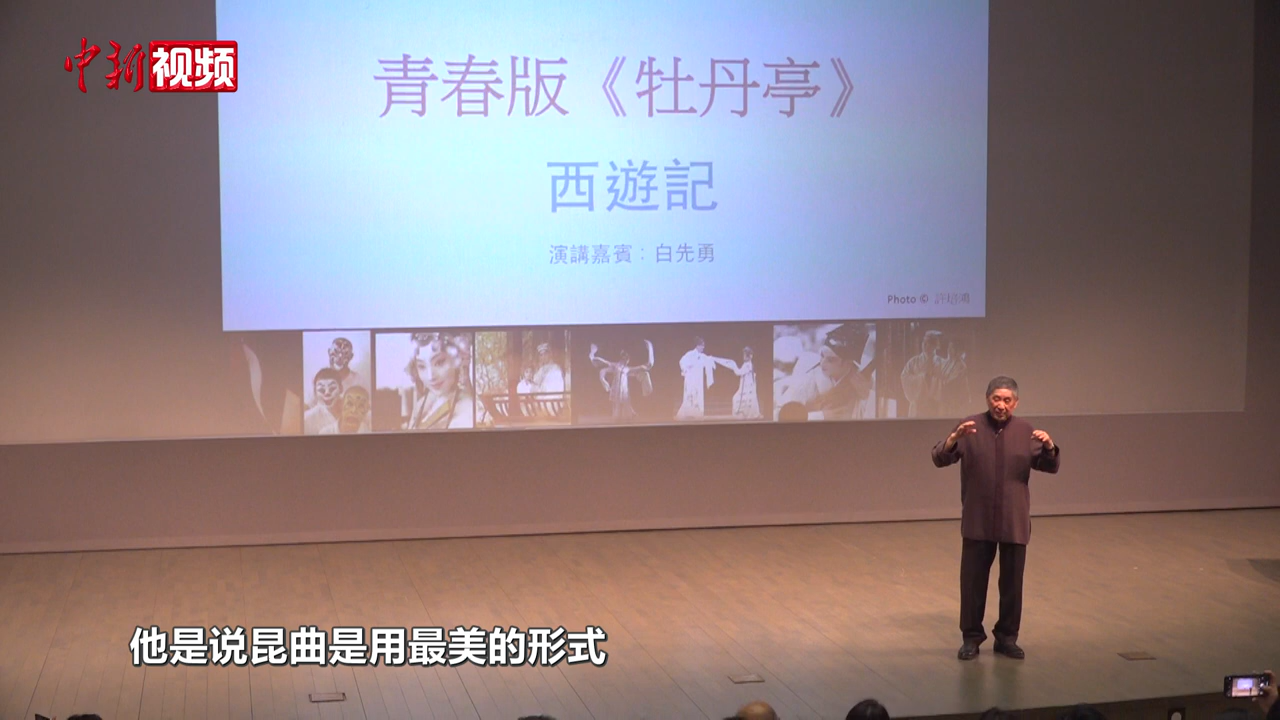 中新视频
青春版《牡丹亭》
西遊記
演講嘉賓：白先勇
Photo ©
他是说昆曲是用最美的形式